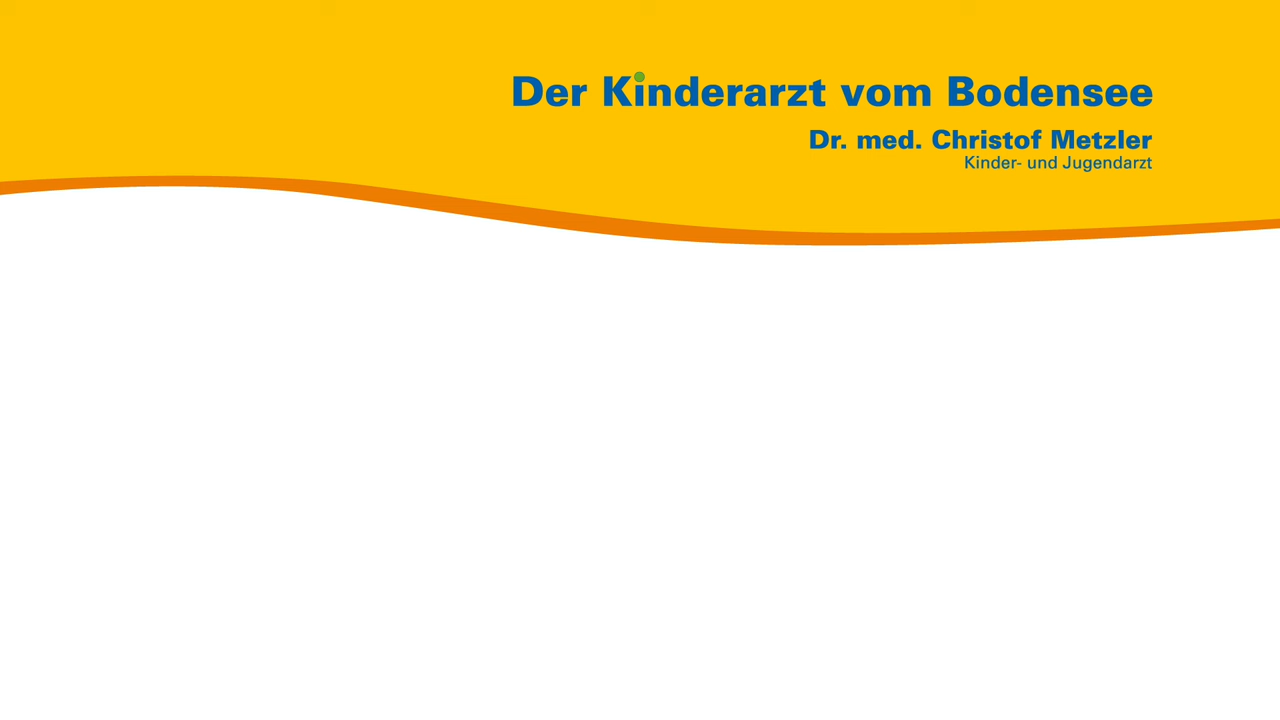 Der Kinderarzt vom Bodensee
Dr. med. Christof Metzler
Kinder- und Jugendarzt